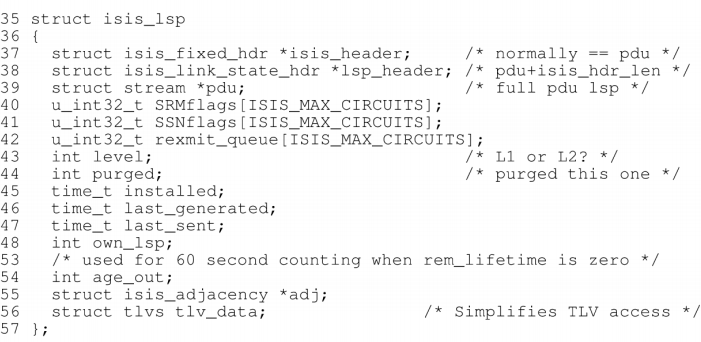 35 struct isis_lsp
36 {
37   struct isis_fixed_hdr *isis_header;      /* normally == pdu */
38   struct isis_link_state_hdr *lsp_header; /* pdu+isis_hdr_len */
39   struct stream *pdu;                      /* full pdu lsp */
40   u_int32_t SRMflags[ISIS_MAX_CIRCUITS];
41   u_int32_t SSNflags[ISIS_MAX_CIRCUITS];
42   u_int32_t rexmit_queue[ISIS_MAX_CIRCUITS];
43   int level;                               /* L1 or L2? */
44   int purged;                              /* purged this one */
45   time_t installed;
46   time_t last_generated;
47   time_t last_sent;
48   int own_lsp;
53   /* used for 60 second counting when rem_lifetime is zero */
54   int age_out;
55   struct isis_adjacency *adj;
56   struct tlvs tlv_data;                /* Simplifies TLV access */
57 };